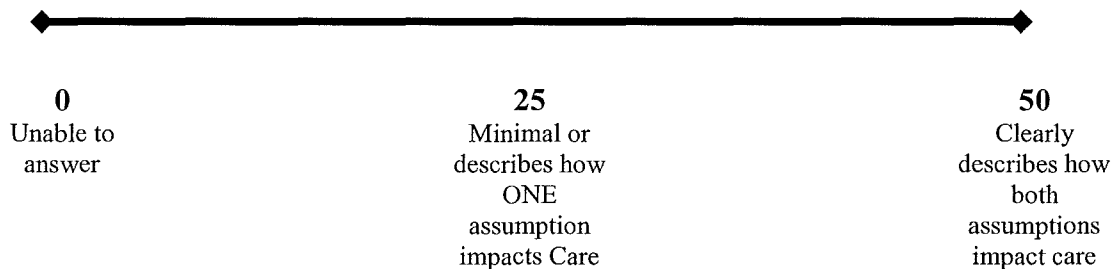 0
Unable to
answer
25
Minimal or
describes how
ONE
assumption
impacts Care
50
Clearly
describes how
both
assumptions
impact care